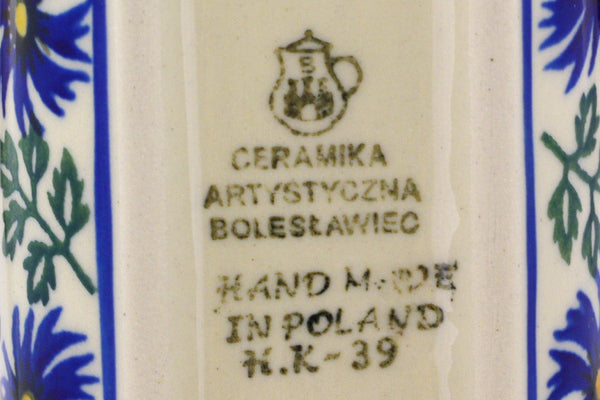 B
CERAMIKA
ARTYSTYCZNA
BOLESŁAWIEC
HAND MADE
IN POLAND
H.K-39